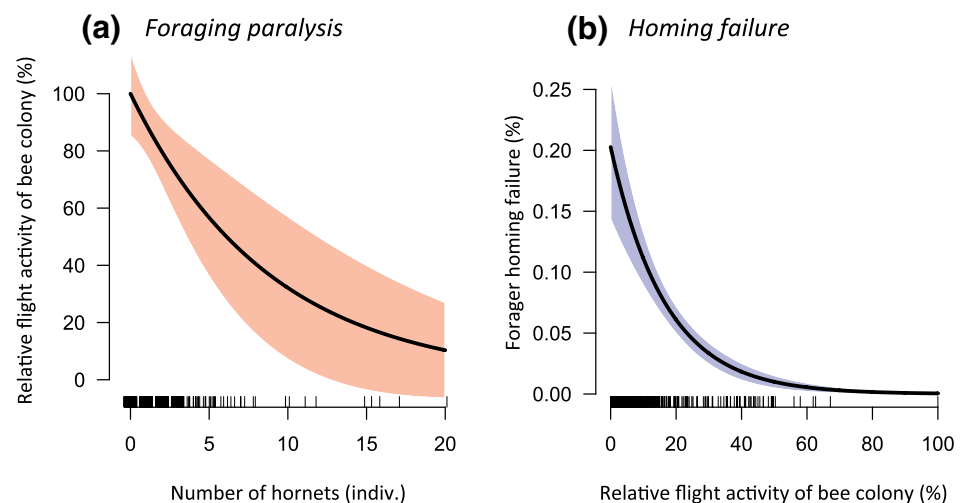 (a) Foraging paralysis
Relative flight activity of bee colony (%)
100
80
60
40
20
0
0 5 10 15 20
Number of hornets (indiv.)
(b) Homing failure
Forager homing failure (%)
0.25
0.20
0.15
0.10
0.05
0.00
0 20 40 60 80 100
Relative flight activity of bee colony (%)